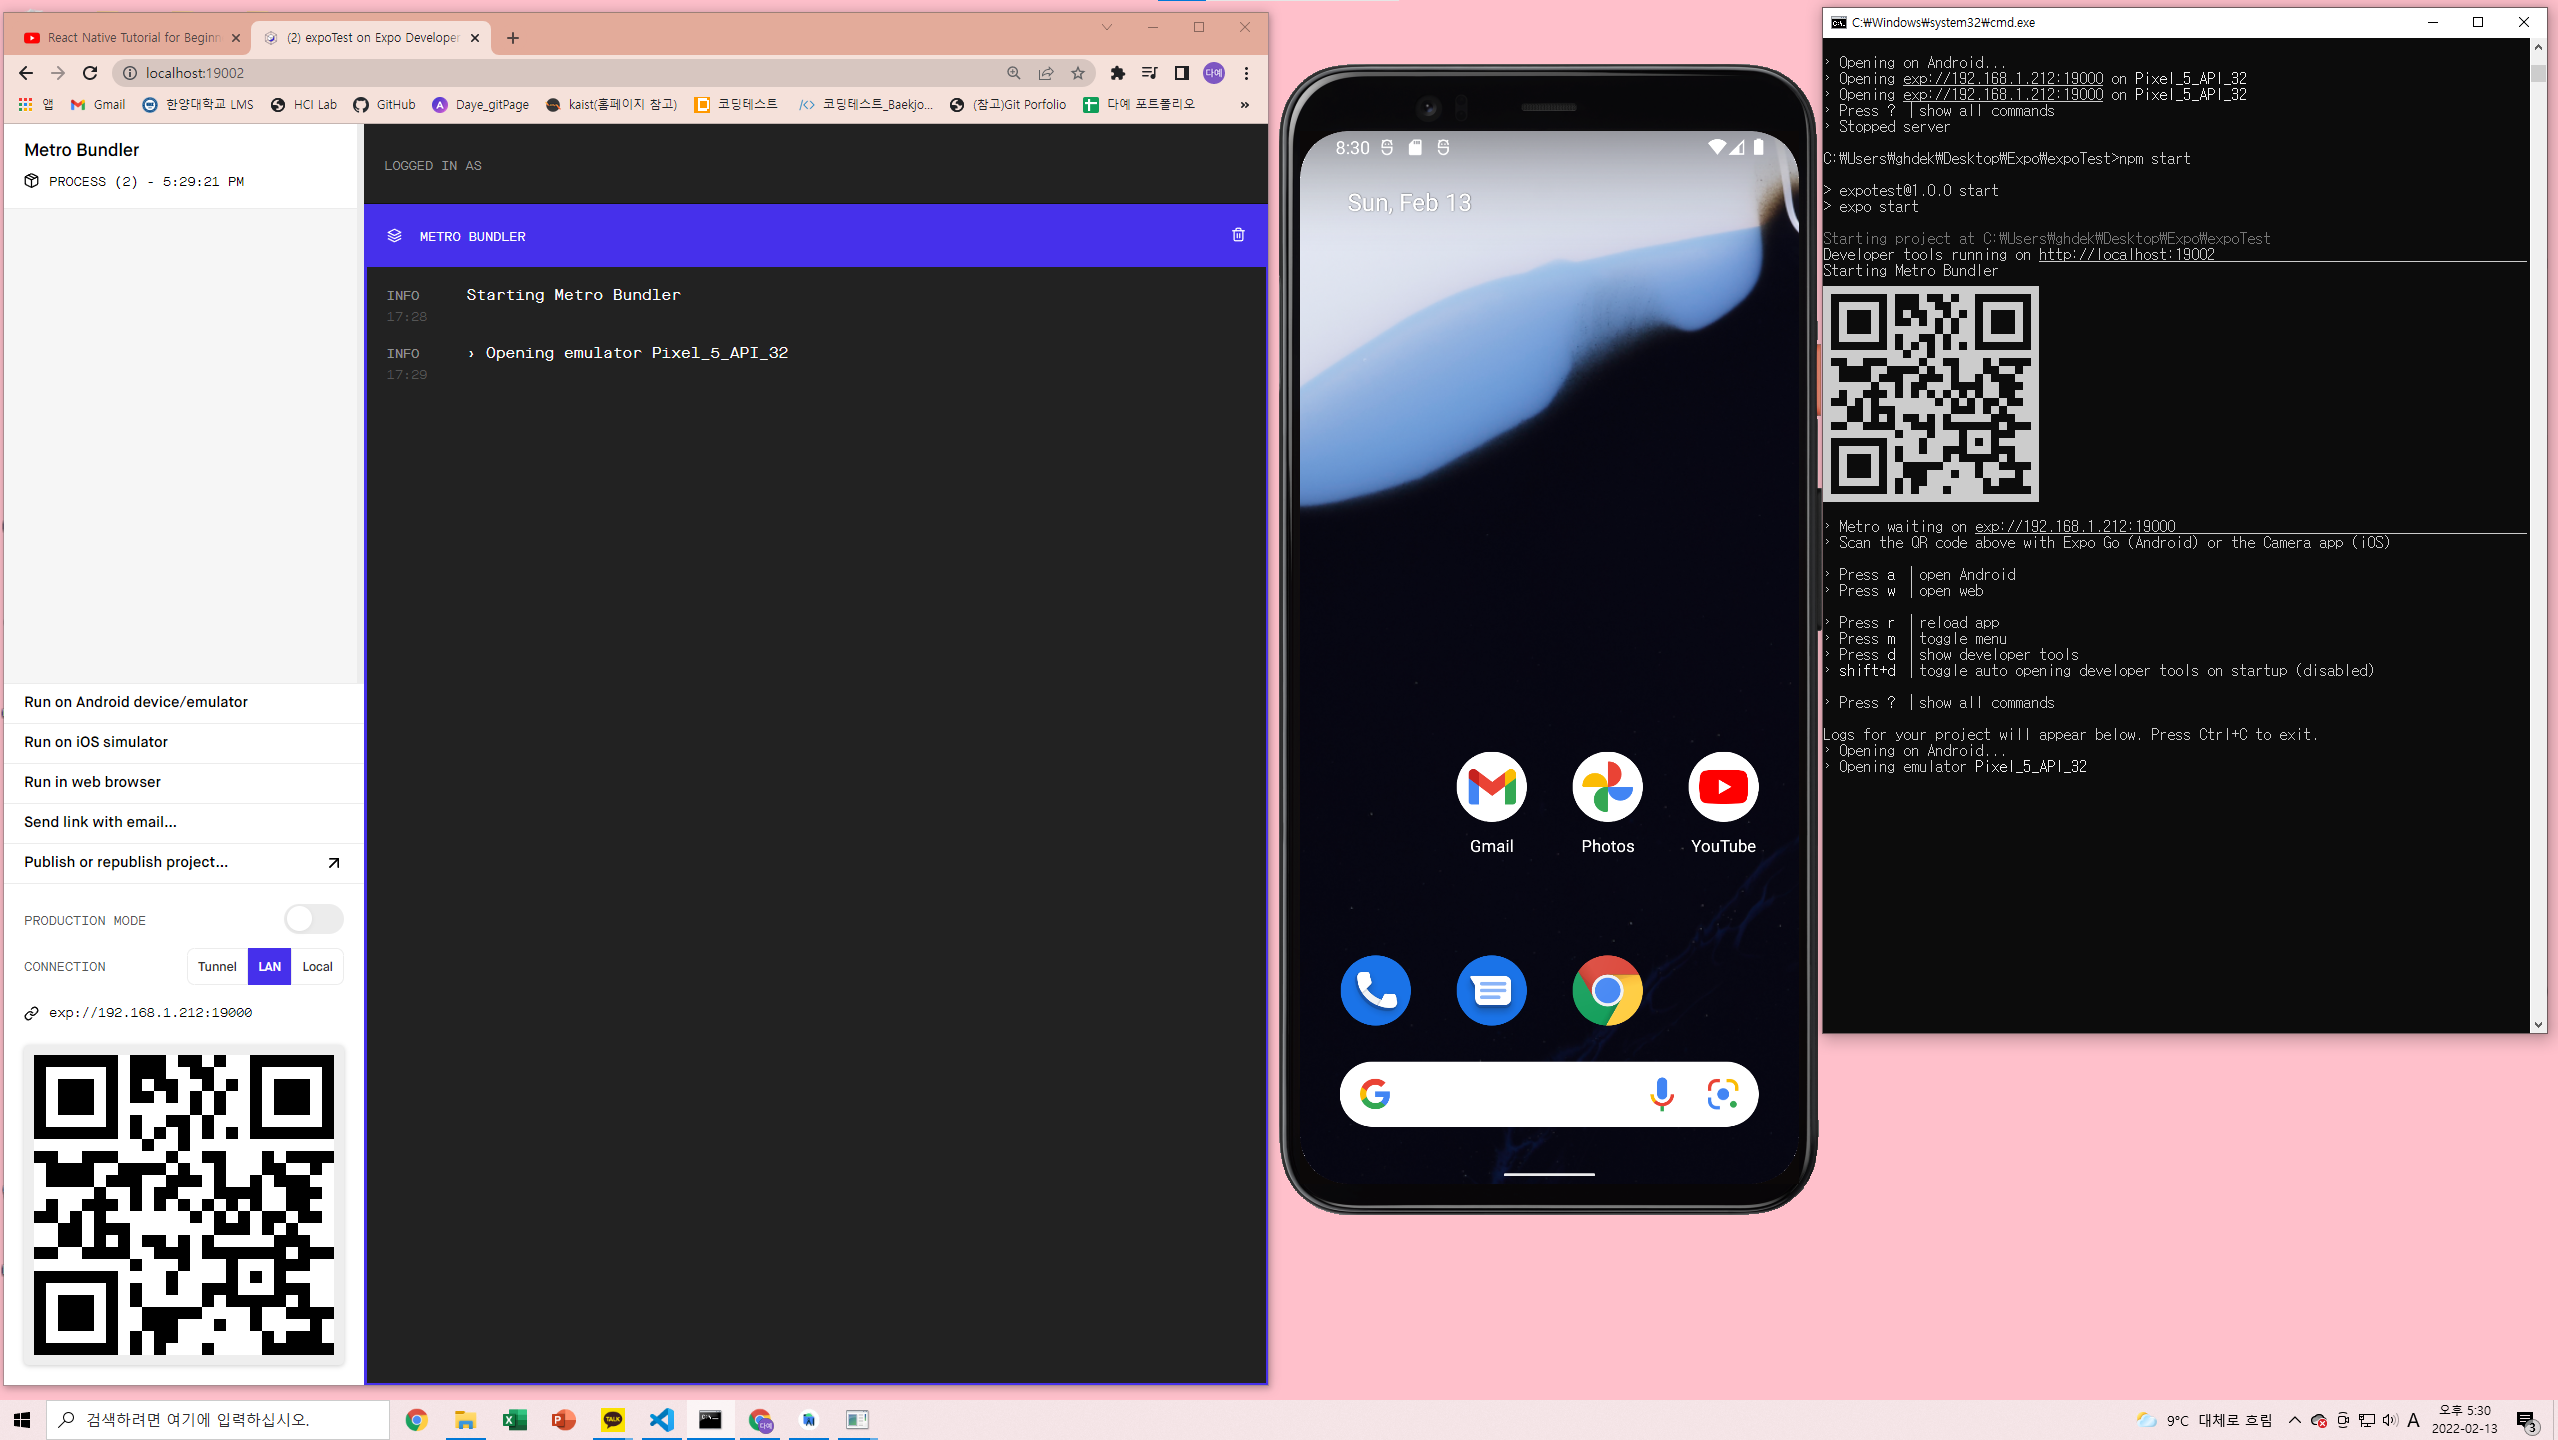 React Native Tutorial for Beginn
(2) expoTest on Expo Developer
localhost:19002
다예
앱
Gmail
한양대학교 LMS
HCI Lab
GitHub
Daye_gitPage
kaist(홈페이지 참고)
코딩테스트
코딩테스트_Baekjo...
(참고)Git Porfolio
다예 포트폴리오
»
Metro Bundler
PROCESS (2) - 5:29:21 PM
Run on Android device/emulator
Run on iOS simulator
Run in web browser
Send link with email...
Publish or republish project...
PRODUCTION MODE
CONNECTION
Tunnel
LAN
Local
exp://192.168.1.212:19000
LOGGED IN AS
METRO BUNDLER
INFO
17:28
Starting Metro Bundler
INFO
17:29
› Opening emulator Pixel_5_API_32
8:30
Sun, Feb 13
Gmail
Photos
YouTube
C:₩Windows₩system32₩cmd.exe
› Opening on Android...
› Opening exp://192.168.1.212:19000 on Pixel_5_API_32
› Opening exp://192.168.1.212:19000 on Pixel_5_API_32
› Press ? │ show all commands
› Stopped server
C:₩Users₩ghdek₩Desktop₩Expo₩expoTest>npm start
> expotest@1.0.0 start
> expo start
Starting project at C:₩Users₩ghdek₩Desktop₩Expo₩expoTest
Developer tools running on http://localhost:19002
Starting Metro Bundler
› Metro waiting on exp://192.168.1.212:19000
› Scan the QR code above with Expo Go (Android) or the Camera app (iOS)
› Press a │ open Android
› Press w │ open web
› Press r │ reload app
› Press m │ toggle menu
› Press d │ show developer tools
› shift+d │ toggle auto opening developer tools on startup (disabled)
› Press ? │ show all commands
Logs for your project will appear below. Press Ctrl+C to exit.
› Opening on Android...
› Opening emulator Pixel_5_API_32
검색하려면 여기에 입력하십시오.
TALK
다예
9°C 대체로 흐림
A
오후 5:30
2022-02-13
3